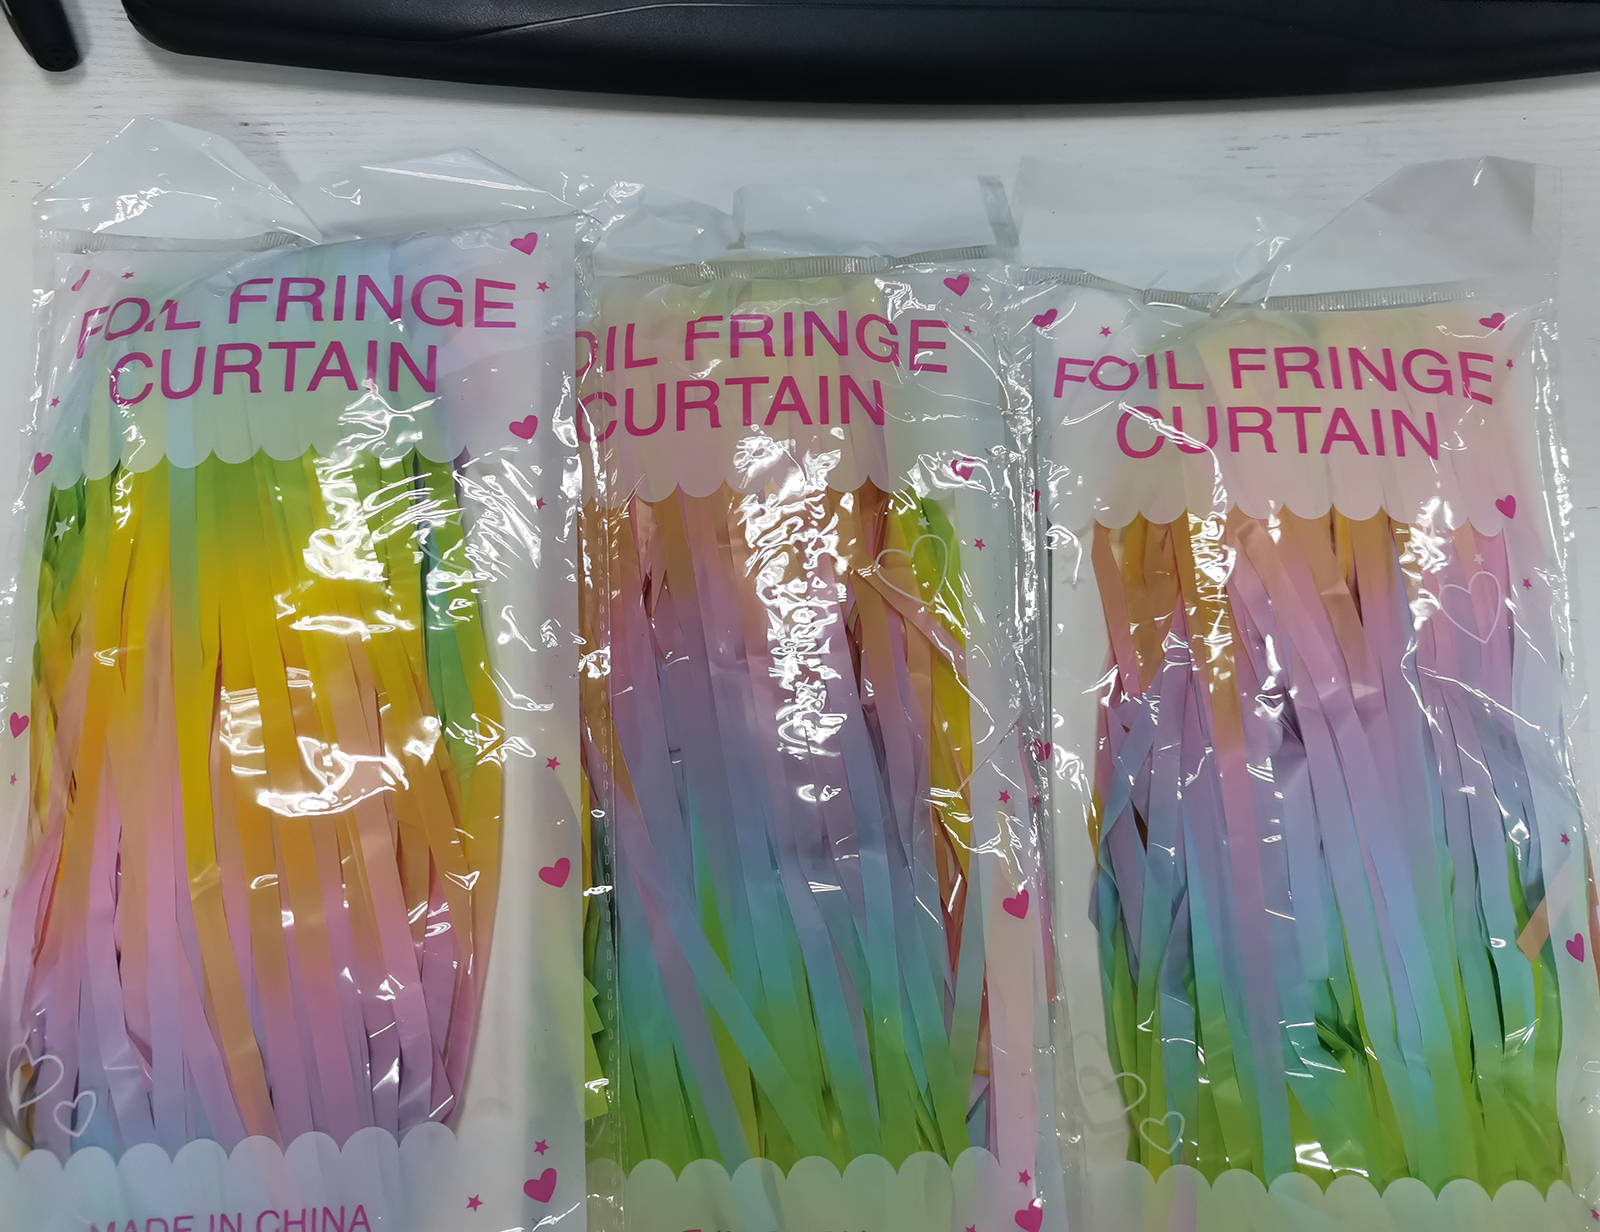 FOIL FRINGE
CURTAIN
MADE IN CHINA
OIL FRINGE
CURTAIN
FOIL FRINGE
CURTAIN